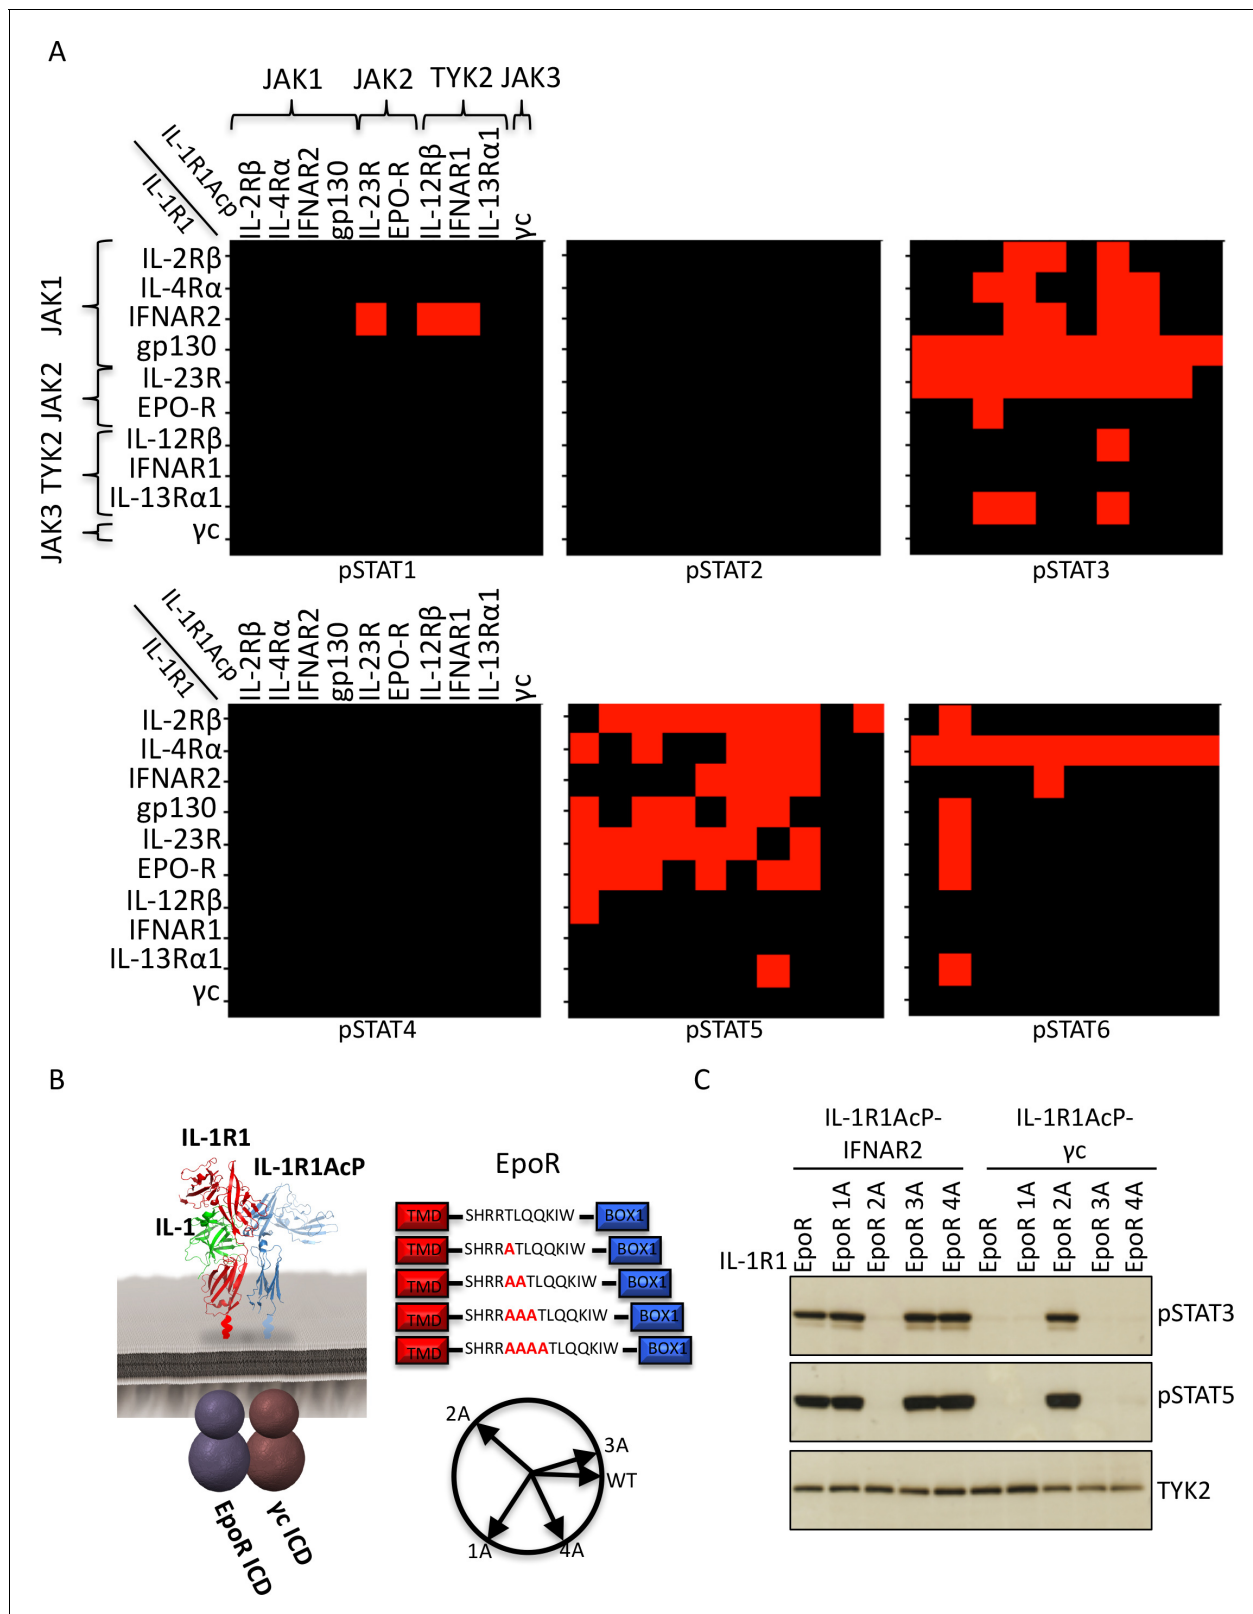 A
JAK1 JAK2 TYK2 JAK3
IL-1R1Acp
IL-1R1
IL-2Rβ
IL-4Rα
IFNAR2
gp130
IL-23R
EPO-R
IL-12Rβ
IFNAR1
IL-13Rα1
γc
JAK1
JAK2
TYK2
JAK3
IL-2Rβ
IL-4Rα
IFNAR2
gp130
IL-23R
EPO-R
IL-12Rβ
IFNAR1
IL-13Rα1
γc
pSTAT1 pSTAT2 pSTAT3
IL-1R1Acp
IL-1R1
IL-2Rβ
IL-4Rα
IFNAR2
gp130
IL-23R
EPO-R
IL-12Rβ
IFNAR1
IL-13Rα1
γc
IL-2Rβ
IL-4Rα
IFNAR2
gp130
IL-23R
EPO-R
IL-12Rβ
IFNAR1
IL-13Rα1
γc
pSTAT4 pSTAT5 pSTAT6
B
IL-1R1
IL-1R1AcP
IL-1
EpoR ICD
γc ICD
EpoR
TMD SHRRTLQQKIW BOX1
TMD SHRRATLQQKIW BOX1
TMD SHRRAATLQQKIW BOX1
TMD SHRRAAATLQQKIW BOX1
TMD SHRRAAAATLQQKIW BOX1
2A
3A
WT
1A
4A
C
IL-1R1AcP-
IFNAR2
IL-1R1AcP-
γc
IL-1R1
EpoR
EpoR 1A
EpoR 2A
EpoR 3A
EpoR 4A
EpoR
EpoR 1A
EpoR 2A
EpoR 3A
EpoR 4A
pSTAT3
pSTAT5
TYK2